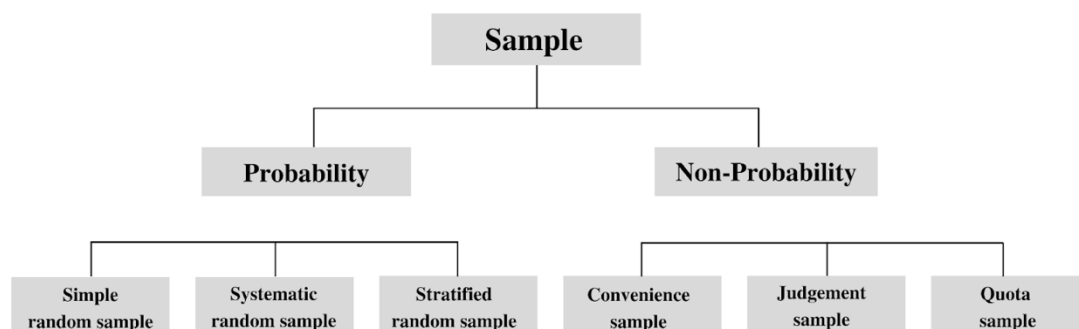 Sample
Probability
Non-Probability
Simple
random sample
Systematic
random sample
Stratified
random sample
Convenience
sample
Judgement
sample
Quota
sample